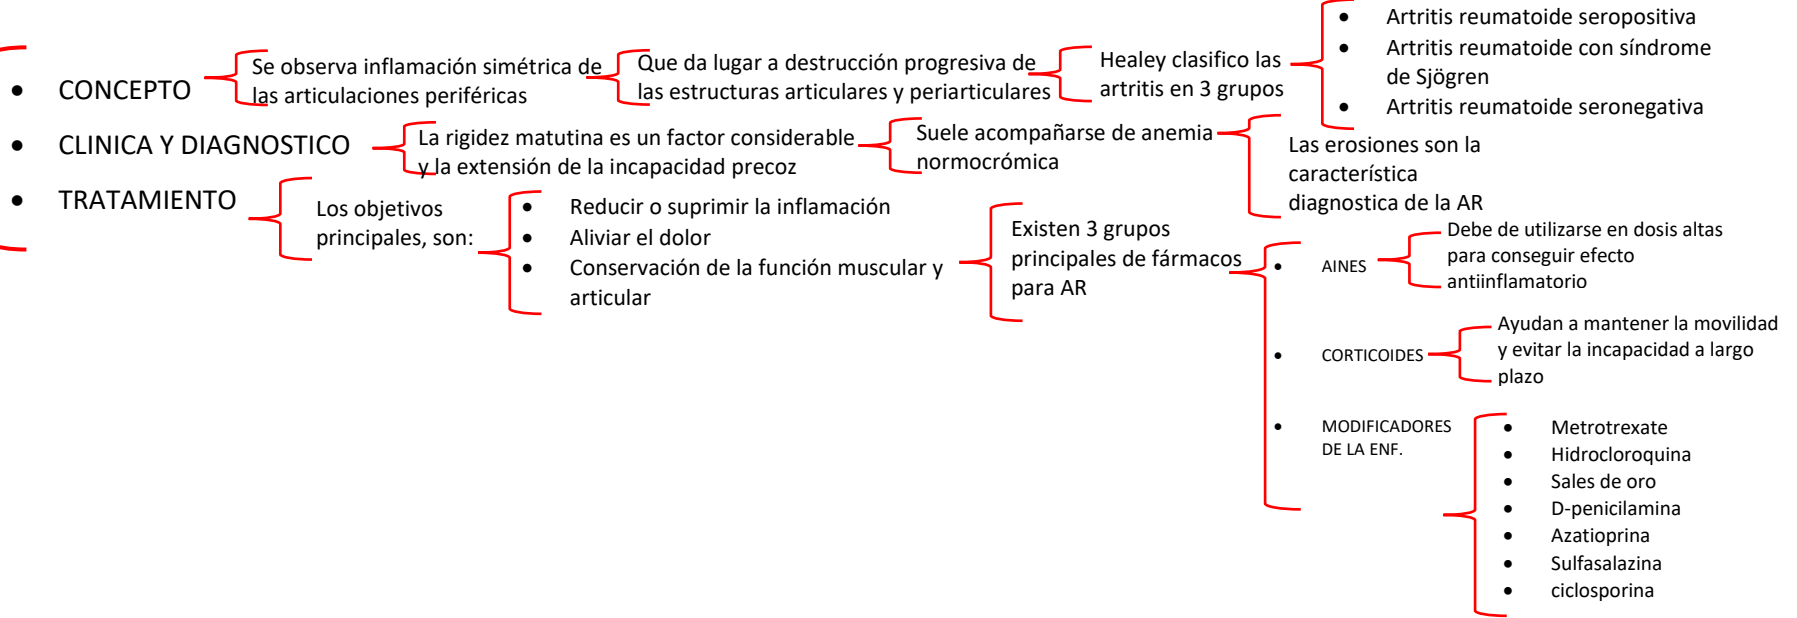 • CONCEPTO
Se observa inflamación simétrica de
las articulaciones periféricas
Que da lugar a destrucción progresiva de
las estructuras articulares y periarticulares
Healey clasifico las
artritis en 3 grupos
• Artritis reumatoide seropositiva
• Artritis reumatoide con síndrome
de Sjögren
• Artritis reumatoide seronegativa
• CLINICA Y DIAGNOSTICO
La rigidez matutina es un factor considerable
y la extensión de la incapacidad precoz
Suele acompañarse de anemia
normocrómica
Las erosiones son la
característica
diagnostica de la AR
• TRATAMIENTO
Los objetivos
principales, son:
• Reducir o suprimir la inflamación
• Aliviar el dolor
• Conservación de la función muscular y
articular
Existen 3 grupos
principales de fármacos
para AR
• AINES
Debe de utilizarse en dosis altas
para conseguir efecto
antiinflamatorio
• CORTICOIDES
Ayudan a mantener la movilidad
y evitar la incapacidad a largo
plazo
• MODIFICADORES
DE LA ENF.
• Metrotrexate
• Hidrocloroquina
• Sales de oro
• D-penicilamina
• Azatioprina
• Sulfasalazina
• ciclosporina